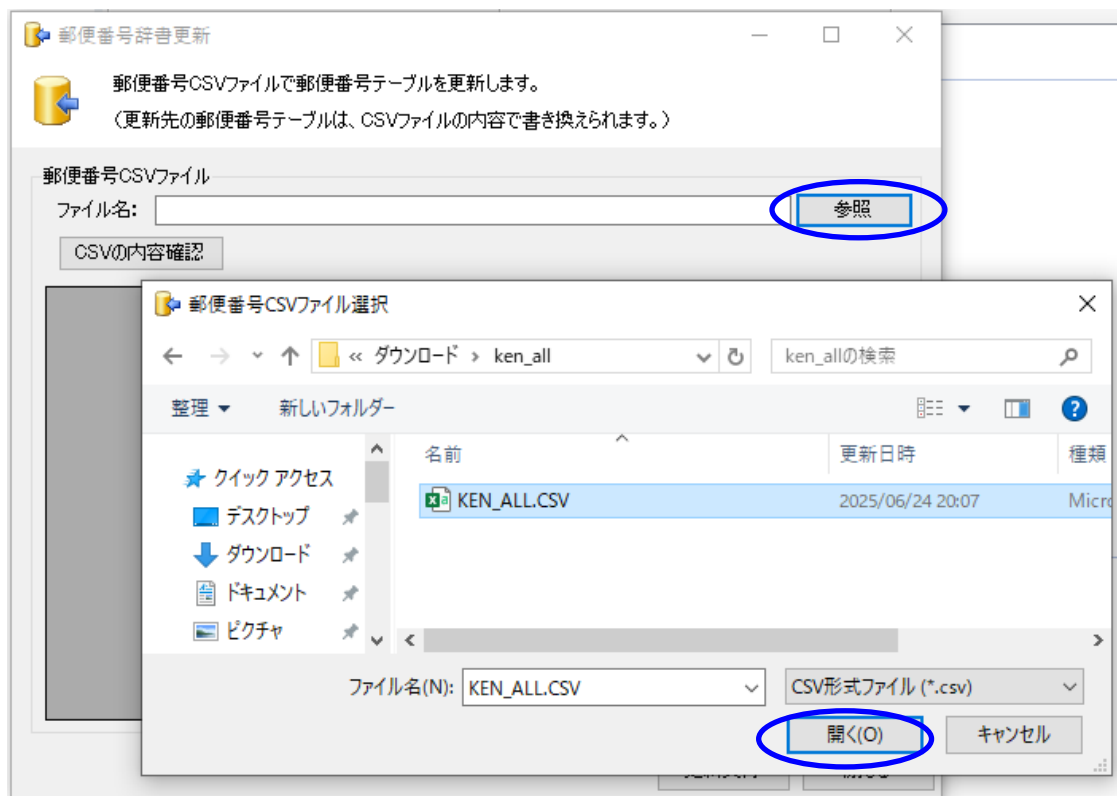 郵便番号辞書更新
郵便番号CSVファイルで郵便番号テーブルを更新します。
(更新先の郵便番号テーブルは、CSVファイルの内容で書き換えられます。)
郵便番号CSVファイル
ファイル名: 参照
CSVの内容確認
郵便番号CSVファイル選択
« ダウンロード › ken_all ken_allの検索
整理 新しいフォルダー
名前 更新日時 種類
クイック アクセス
KEN_ALL.CSV 2025/06/24 20:07 Micr
デスクトップ
ダウンロード
ドキュメント
ピクチャ
ファイル名(N): KEN_ALL.CSV CSV形式ファイル (*.csv)
開く(O) キャンセル